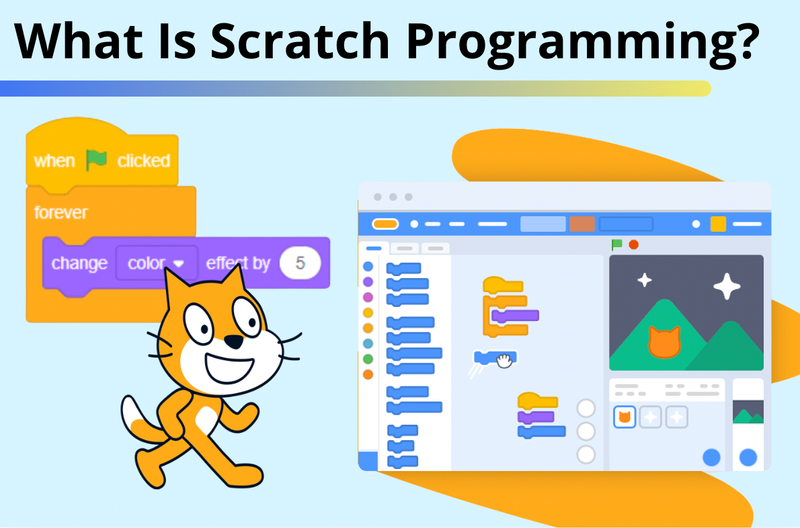 What Is Scratch Programming?
when clicked
forever
change color effect by 5